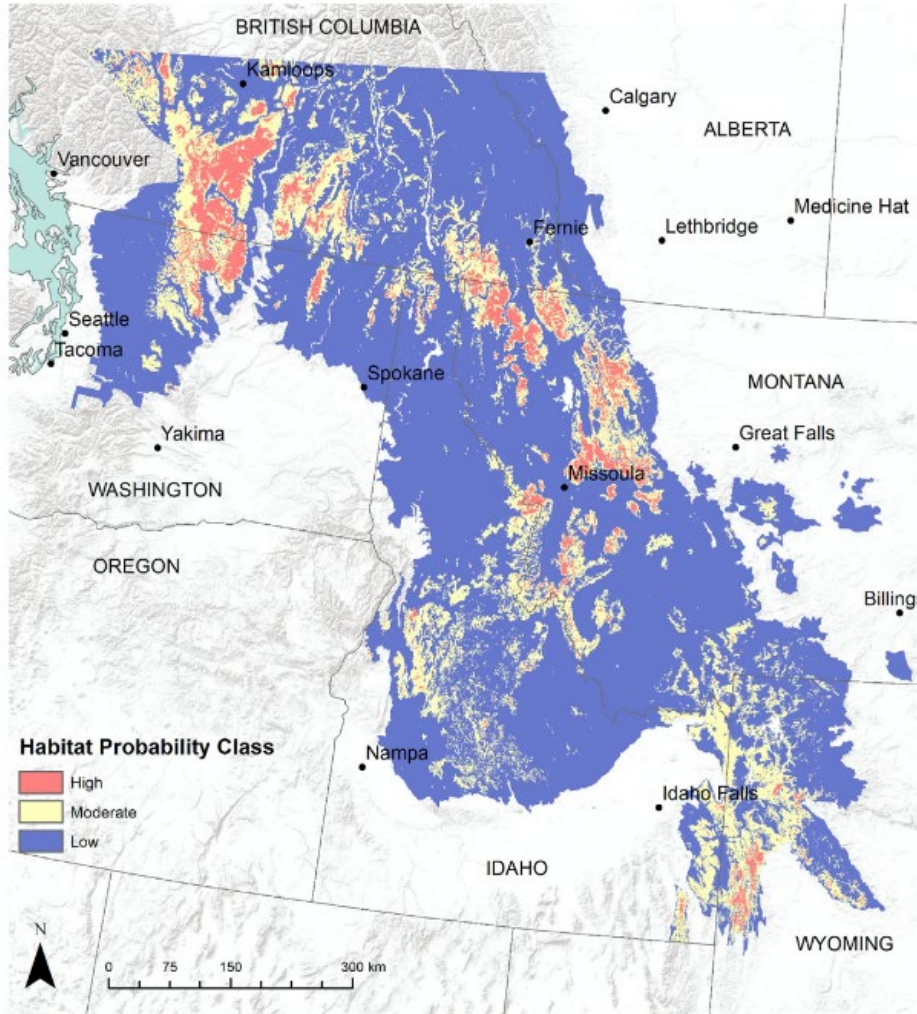 BRITISH COLUMBIA
Kamloops
Calgary
ALBERTA
Vancouver
Medicine Hat
Fernie
Lethbridge
Seattle
Tacoma
Spokane
MONTANA
Great Falls
Yakima
Missoula
WASHINGTON
OREGON
Billing
Habitat Probability Class
High
Moderate
Low
Nampa
Idaho Falls
IDAHO
WYOMING
N
0 75 150 300 km